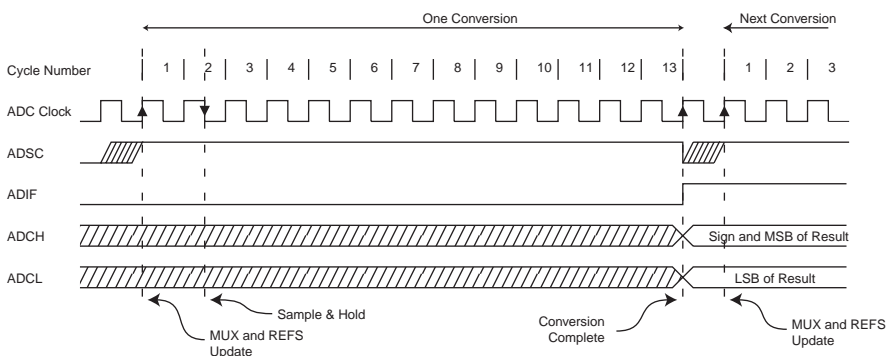 One Conversion
Next Conversion
Cycle Number
1 2 3 4 5 6 7 8 9 10 11 12 13 1 2 3
ADC Clock
ADSC
ADIF
ADCH
Sign and MSB of Result
ADCL
LSB of Result
Sample & Hold
MUX and REFS
Update
Conversion
Complete
MUX and REFS
Update